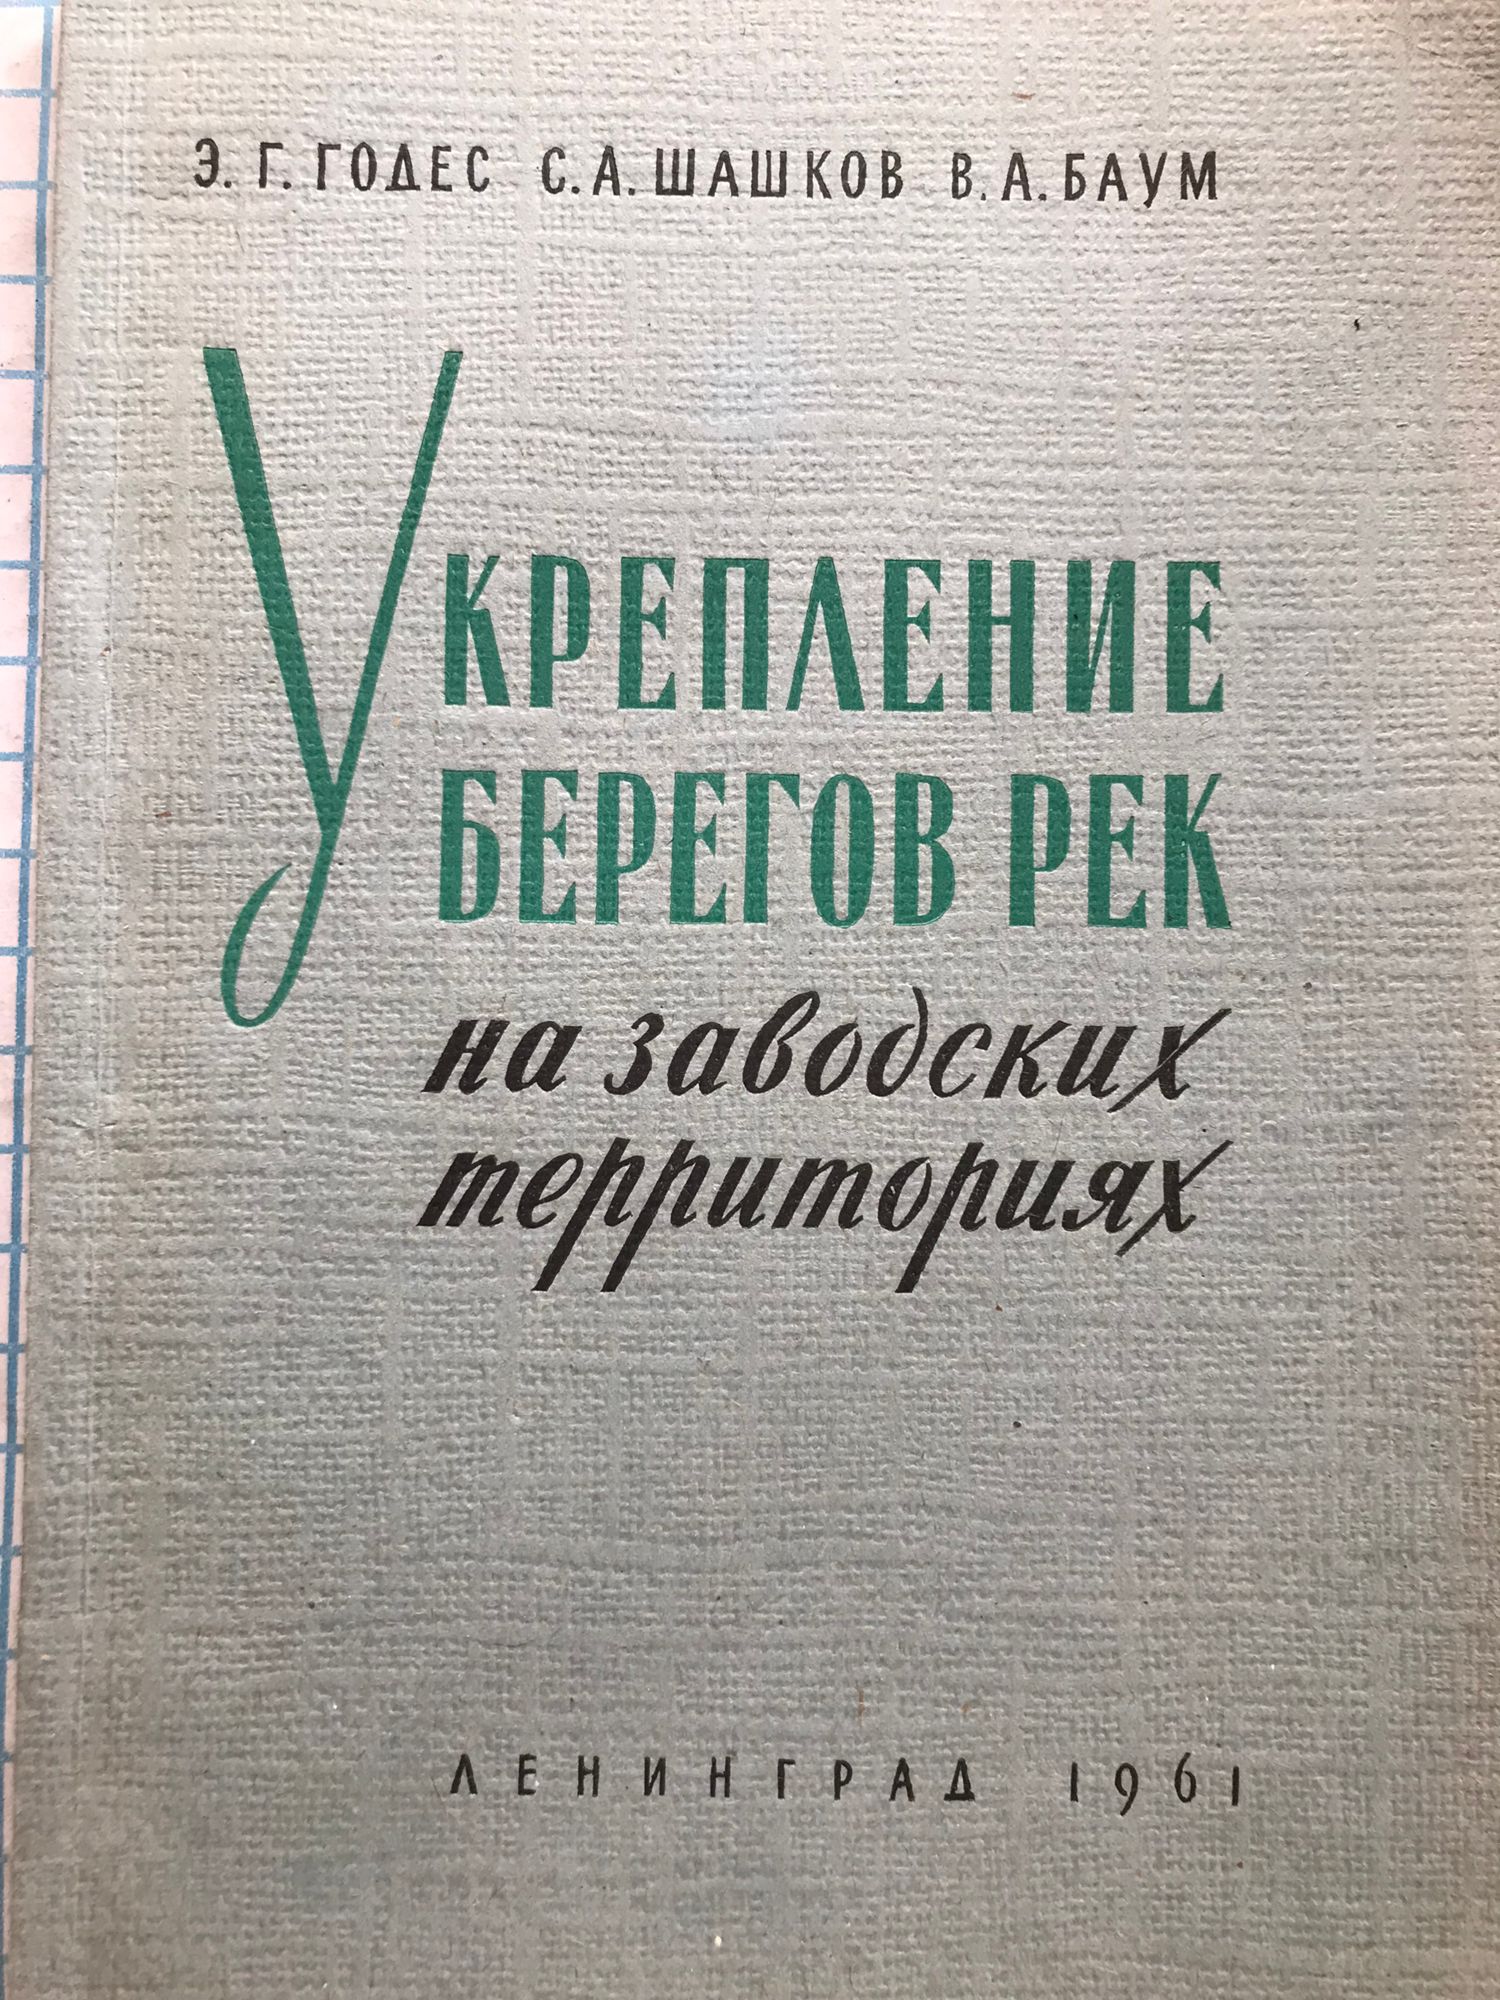 Э. Г. ГОДЕС С. А. ШАШКОВ В. А. БАУМ
УКРЕПЛЕНИЕ
БЕРЕГОВ РЕК
на заводских
территориях
ЛЕНИНГРАД 1961